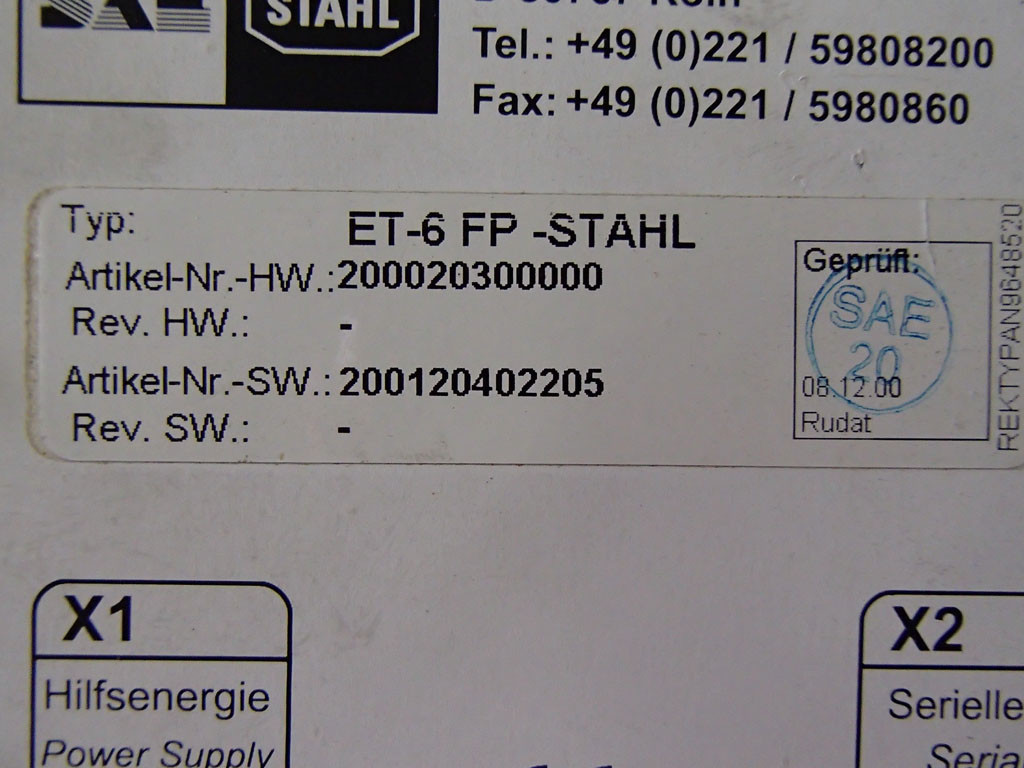 STAHL
Tel.: +49 (0)221 / 59808200
Fax: +49 (0)221 / 5980860
Typ: ET-6 FP -STAHL
Artikel-Nr.-HW.: 200020300000
Rev. HW.: -
Artikel-Nr.-SW.: 200120402205
Rev. SW.: -
Geprüft:
SAE
20
08.12.00
Rudat
REKTYPAN9648520
X1
Hilfsenergie
Power Supply
X2
Serielle